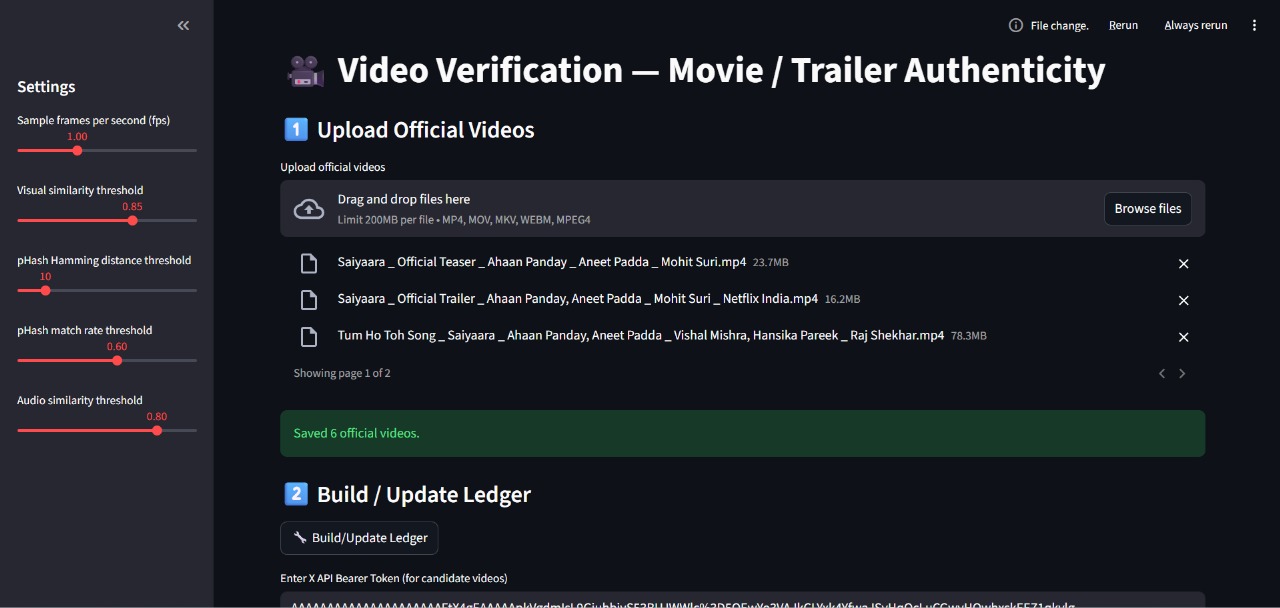 File change.
Rerun
Always rerun
Settings
Sample frames per second (fps)
1.00
Visual similarity threshold
0.85
pHash Hamming distance threshold
10
pHash match rate threshold
0.60
Audio similarity threshold
0.80
Video Verification — Movie / Trailer Authenticity
1 Upload Official Videos
Upload official videos
Drag and drop files here
Limit 200MB per file • MP4, MOV, MKV, WEBM, MPEG4
Browse files
Saiyaara _ Official Teaser _ Ahaan Panday _ Aneet Padda _ Mohit Suri.mp4 23.7MB
Saiyaara _ Official Trailer _ Ahaan Panday, Aneet Padda _ Mohit Suri _ Netflix India.mp4 16.2MB
Tum Ho Toh Song _ Saiyaara _ Ahaan Panday, Aneet Padda _ Vishal Mishra, Hansika Pareek _ Raj Shekhar.mp4 78.3MB
Showing page 1 of 2
Saved 6 official videos.
2 Build / Update Ledger
Build/Update Ledger
Enter X API Bearer Token (for candidate videos)